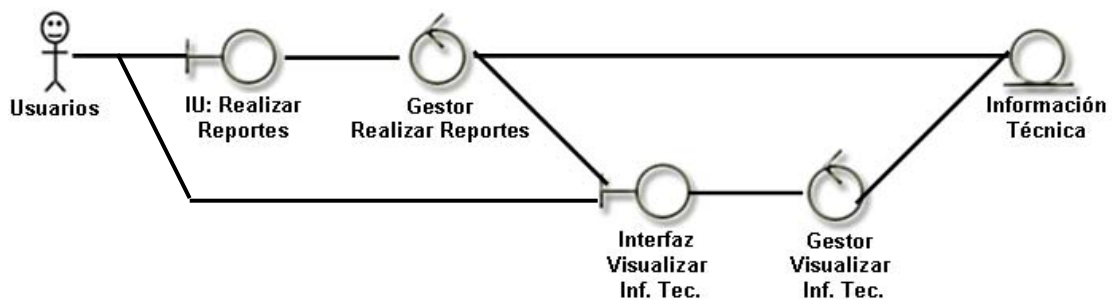 Usuarios
IU: Realizar
Reportes
Gestor
Realizar Reportes
Información
Técnica
Interfaz
Visualizar
Inf. Tec.
Gestor
Visualizar
Inf. Tec.